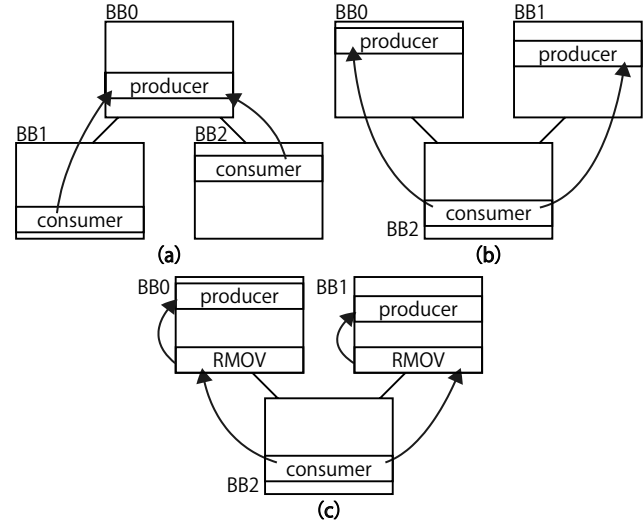 BB0
producer
BB1
BB2
consumer
consumer
(a)
BB0
BB1
producer
producer
consumer
BB2
(b)
BB0
BB1
producer
producer
RMOV
RMOV
consumer
BB2
(c)